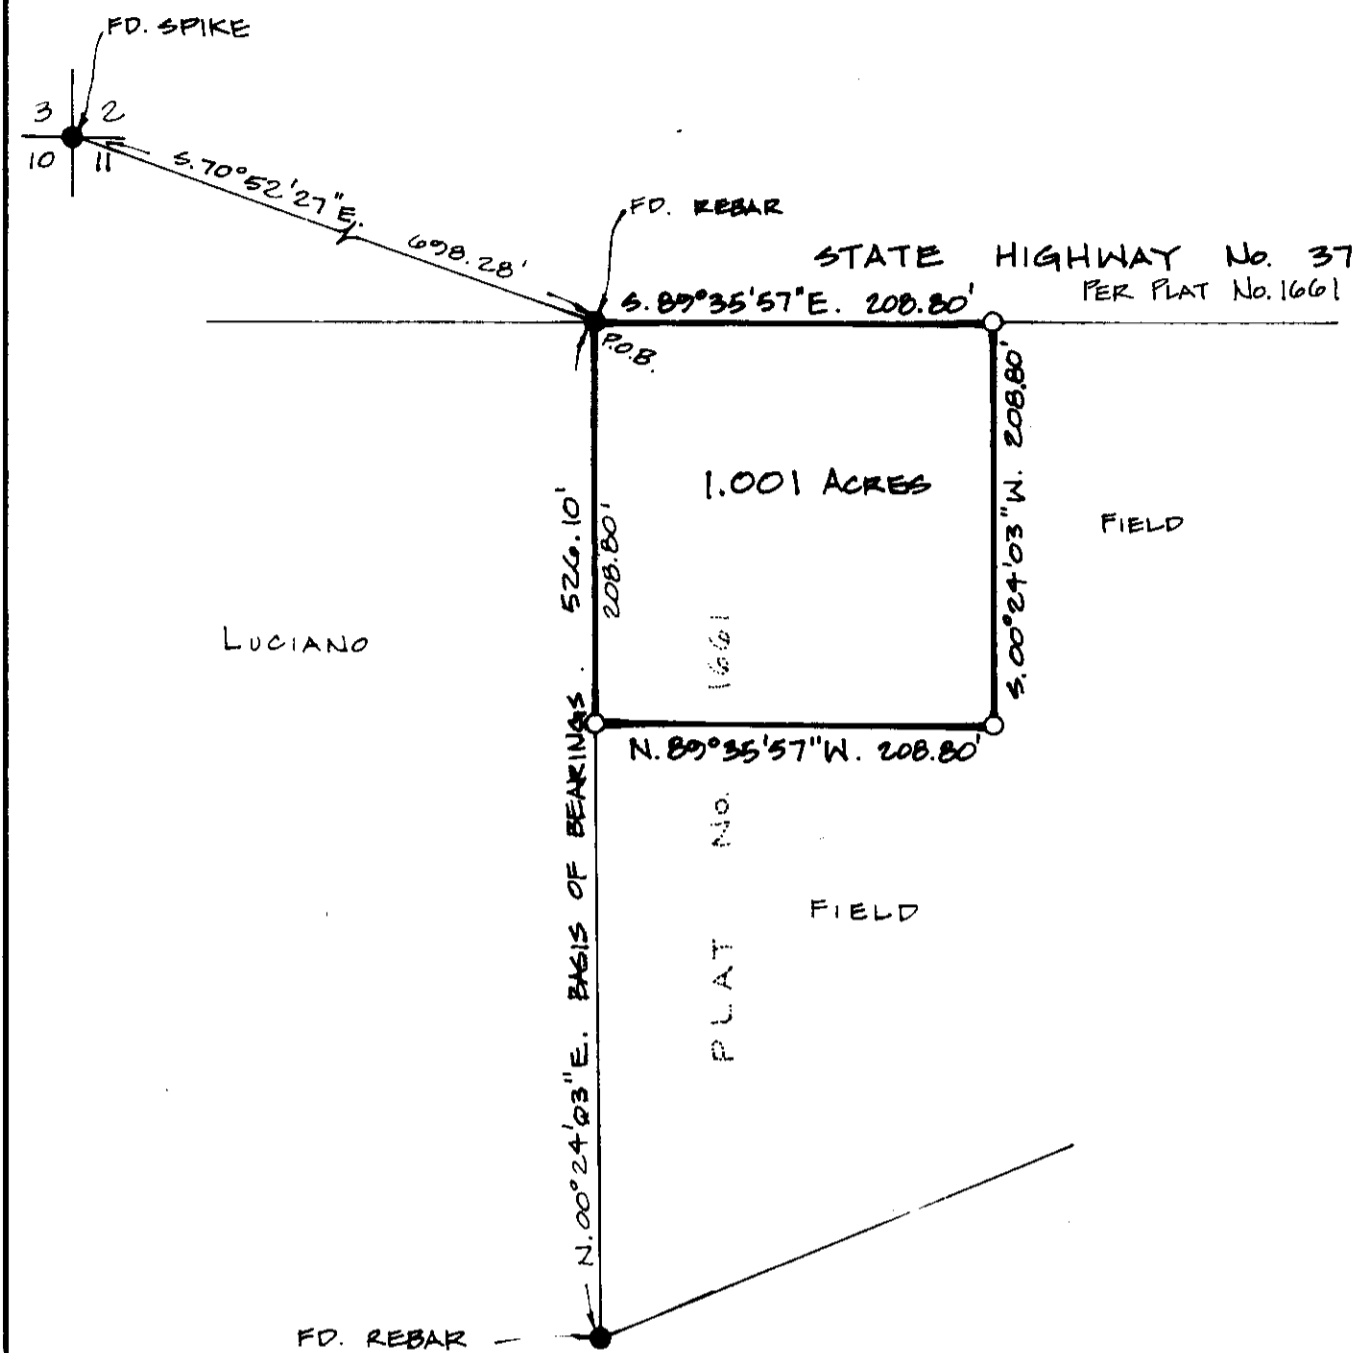 FD. SPIKE
3 2
10 11
S.70°52'27"E. 698.28'
FD. REBAR
STATE HIGHWAY No. 37
PER PLAT No. 1661
S.89°35'57"E. 208.80'
P.O.B.
1.001 ACRES
S.00°24'03"W. 208.80'
FIELD
526.10'
208.80'
LUCIANO
N.89°35'57"W. 208.80'
N.00°24'03"E. BASIS OF BEARINGS.
PLAT No. 1661
FIELD
FD. REBAR